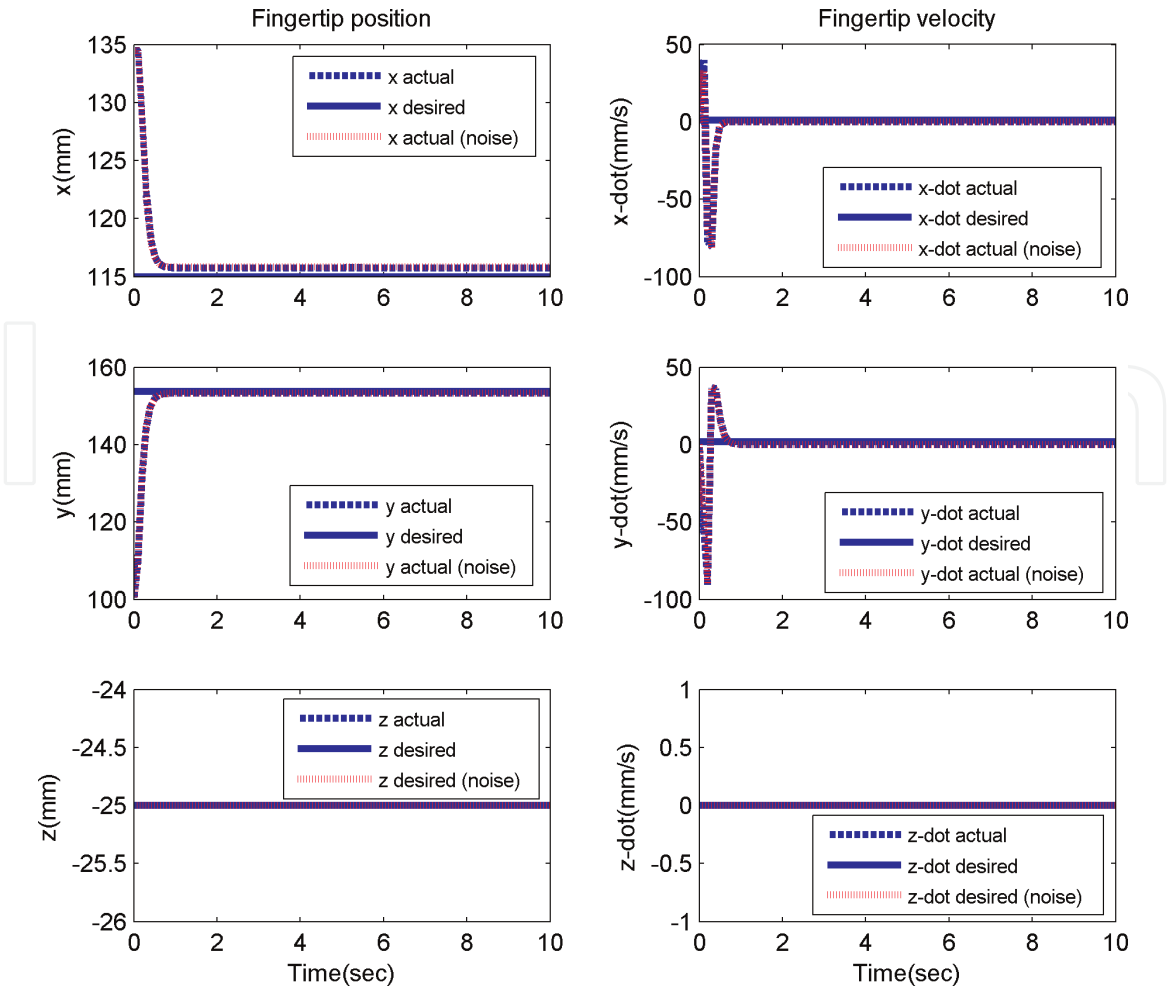 Fingertip position
135
130
125
120
115
x(mm)
x actual
x desired
x actual (noise)
0 2 4 6 8 10
Fingertip velocity
50
0
-50
-100
x-dot(mm/s)
x-dot actual
x-dot desired
x-dot actual (noise)
0 2 4 6 8 10
160
140
120
100
y(mm)
y actual
y desired
y actual (noise)
0 2 4 6 8 10
50
0
-50
-100
y-dot(mm/s)
y-dot actual
y-dot desired
y-dot actual (noise)
0 2 4 6 8 10
-24
-24.5
-25
-25.5
-26
z(mm)
z actual
z desired
z desired (noise)
0 2 4 6 8 10
Time(sec)
1
0.5
0
-0.5
-1
z-dot(mm/s)
z-dot actual
z-dot desired
z-dot desired (noise)
0 2 4 6 8 10
Time(sec)